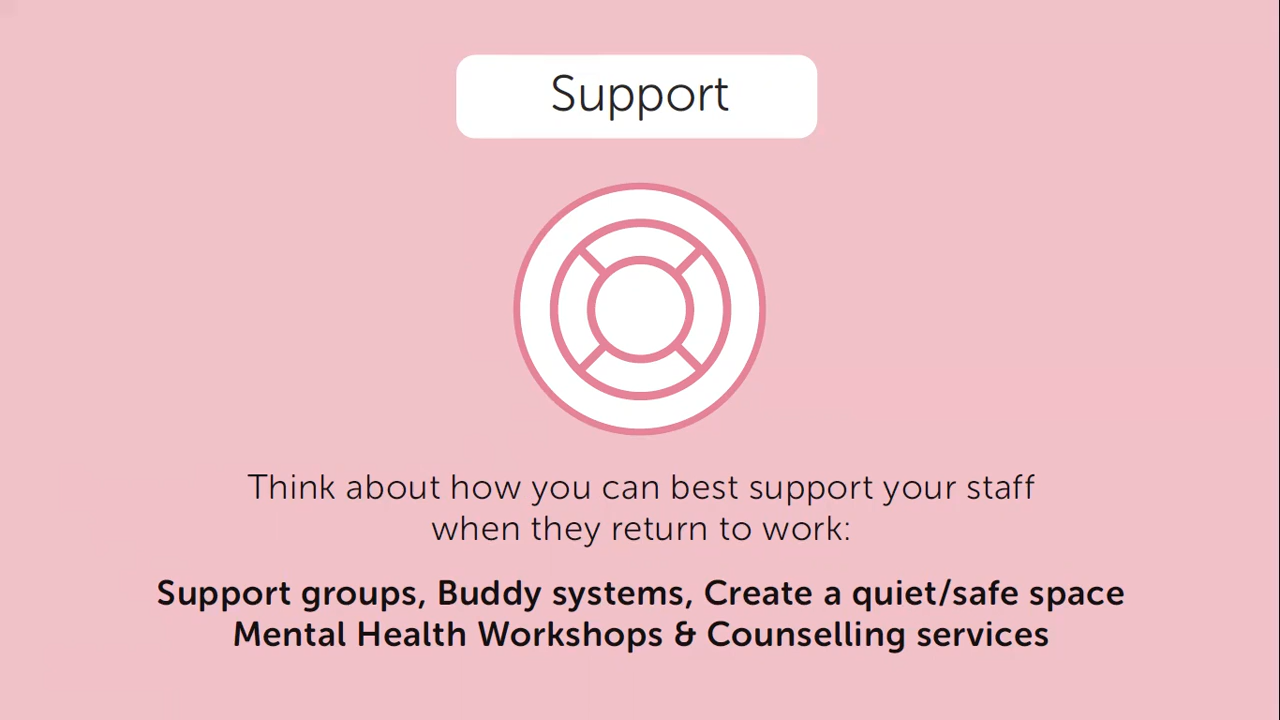 Support
Think about how you can best support your staff
when they return to work:
Support groups, Buddy systems, Create a quiet/safe space
Mental Health Workshops & Counselling services